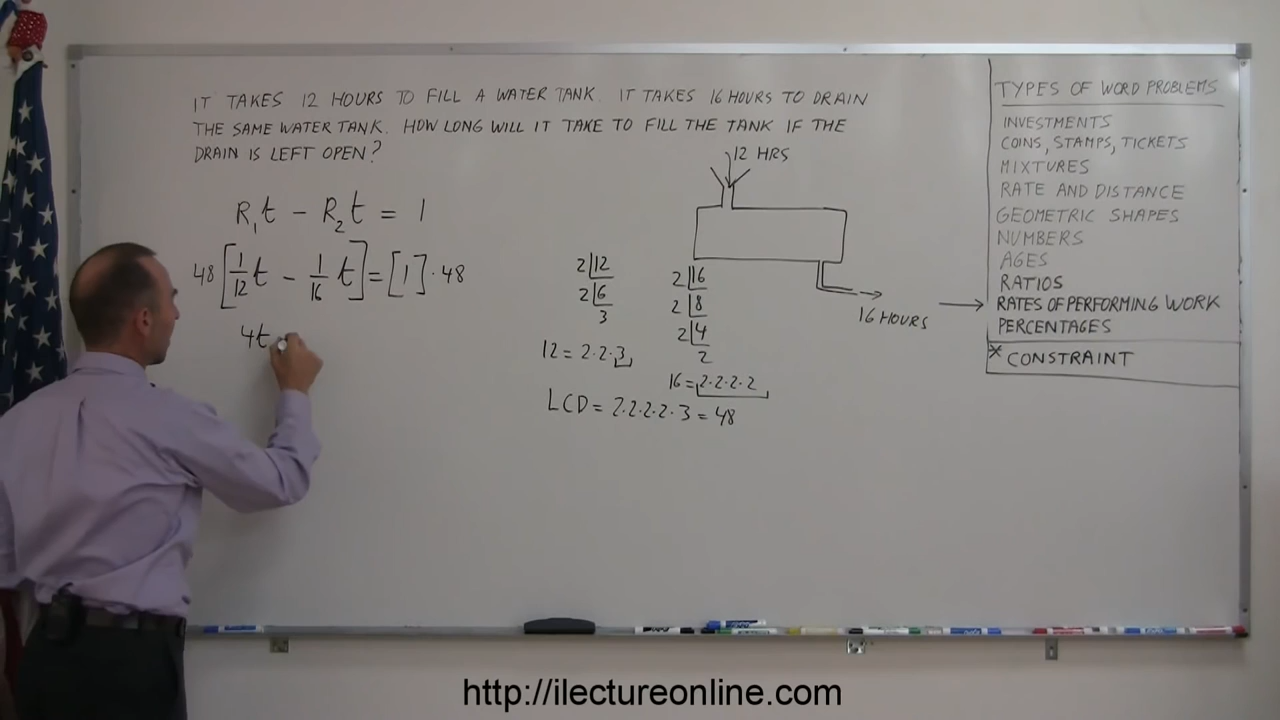 IT TAKES 12 HOURS TO FILL A WATER TANK. IT TAKES 16 HOURS TO DRAIN
THE SAME WATER TANK. HOW LONG WILL IT TAKE TO FILL THE TANK IF THE
DRAIN IS LEFT OPEN?
R₁t - R₂t = 1
48[1/12 t - 1/16 t] = [1]·48
4t
12 HRS
16 HOURS
2|12
2|6
3
12 = 2·2·3
2|16
2|8
2|4
2
16=2·2·2·2
LCD = 2·2·2·2·3 = 48
TYPES OF WORD PROBLEMS
INVESTMENTS
COINS, STAMPS, TICKETS
MIXTURES
RATE AND DISTANCE
GEOMETRIC SHAPES
NUMBERS
AGES
RATIOS
RATES OF PERFORMING WORK
PERCENTAGES
* CONSTRAINT
http://ilectureonline.com